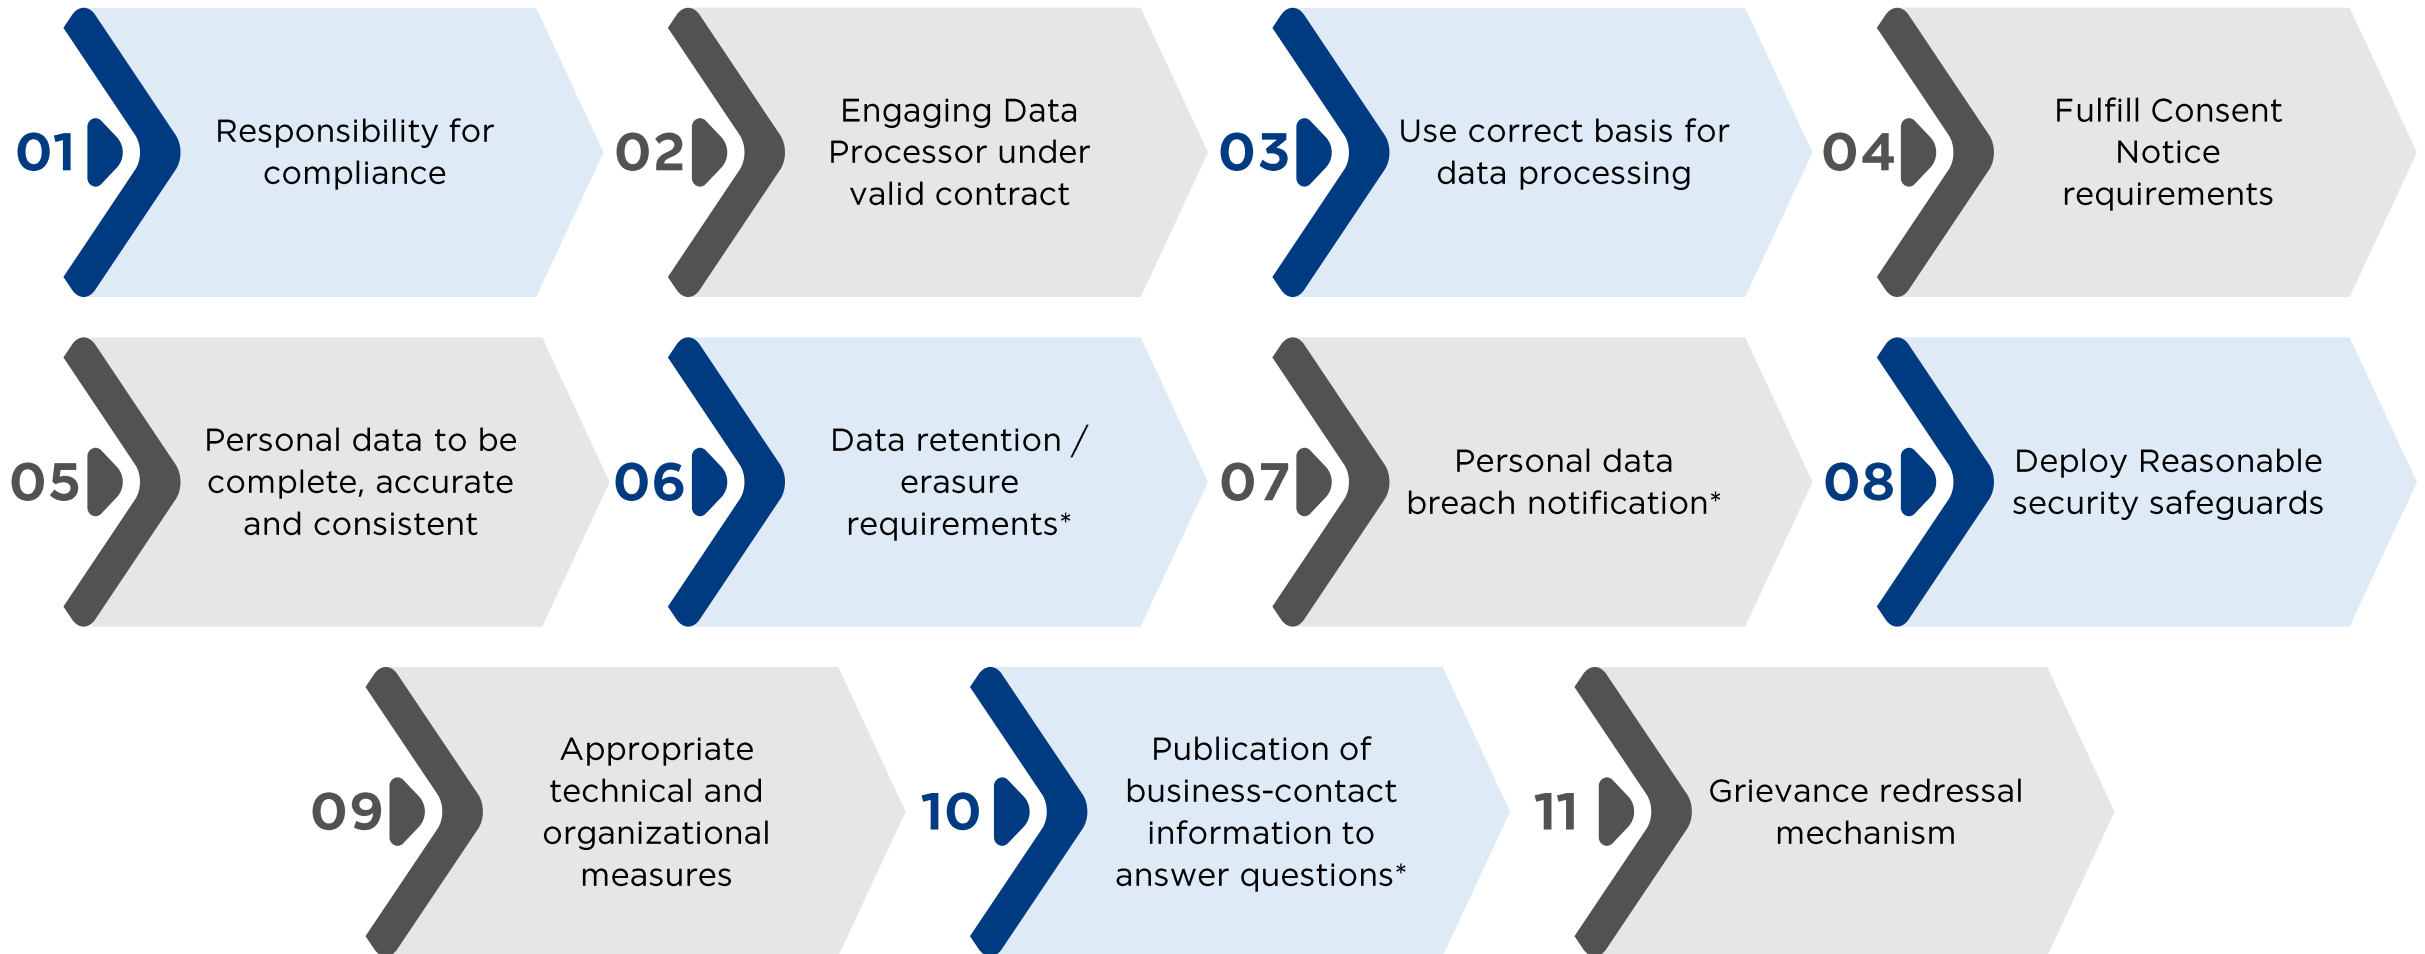 01
Responsibility for
compliance
02
Engaging Data
Processor under
valid contract
03
Use correct basis for
data processing
04
Fulfill Consent
Notice
requirements
05
Personal data to be
complete, accurate
and consistent
06
Data retention /
erasure
requirements*
07
Personal data
breach notification*
08
Deploy Reasonable
security safeguards
09
Appropriate
technical and
organizational
measures
10
Publication of
business-contact
information to
answer questions*
11
Grievance redressal
mechanism